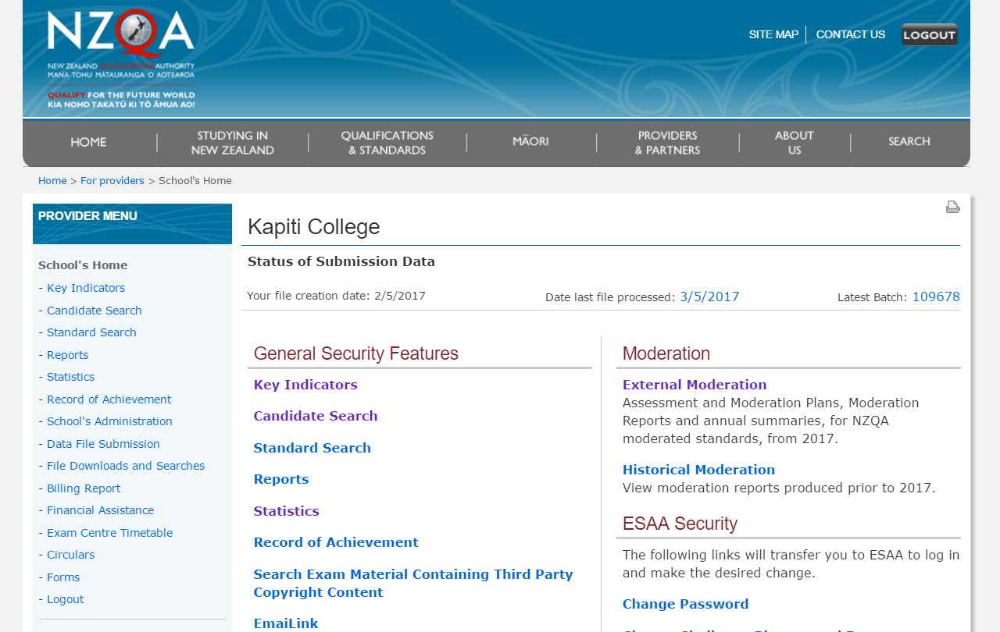 NZQA
NEW ZEALAND QUALIFICATIONS AUTHORITY
MANA TOHU MĀTAURANGA O AOTEAROA
QUALIFY FOR THE FUTURE WORLD
KIA NOHO TAKATŪ KI TŌ ĀMUA AO!
SITE MAP
CONTACT US
LOGOUT
HOME
STUDYING IN
NEW ZEALAND
QUALIFICATIONS
& STANDARDS
MĀORI
PROVIDERS
& PARTNERS
ABOUT
US
SEARCH
Home > For providers > School's Home
PROVIDER MENU
School's Home
- Key Indicators
- Candidate Search
- Standard Search
- Reports
- Statistics
- Record of Achievement
- School's Administration
- Data File Submission
- File Downloads and Searches
- Billing Report
- Financial Assistance
- Exam Centre Timetable
- Circulars
- Forms
- Logout
Kapiti College
Status of Submission Data
Your file creation date: 2/5/2017
Date last file processed: 3/5/2017
Latest Batch: 109678
General Security Features
Key Indicators
Candidate Search
Standard Search
Reports
Statistics
Record of Achievement
Search Exam Material Containing Third Party
Copyright Content
EmaiLink
Moderation
External Moderation
Assessment and Moderation Plans, Moderation
Reports and annual summaries, for NZQA
moderated standards, from 2017.
Historical Moderation
View moderation reports produced prior to 2017.
ESAA Security
The following links will transfer you to ESAA to log in
and make the desired change.
Change Password